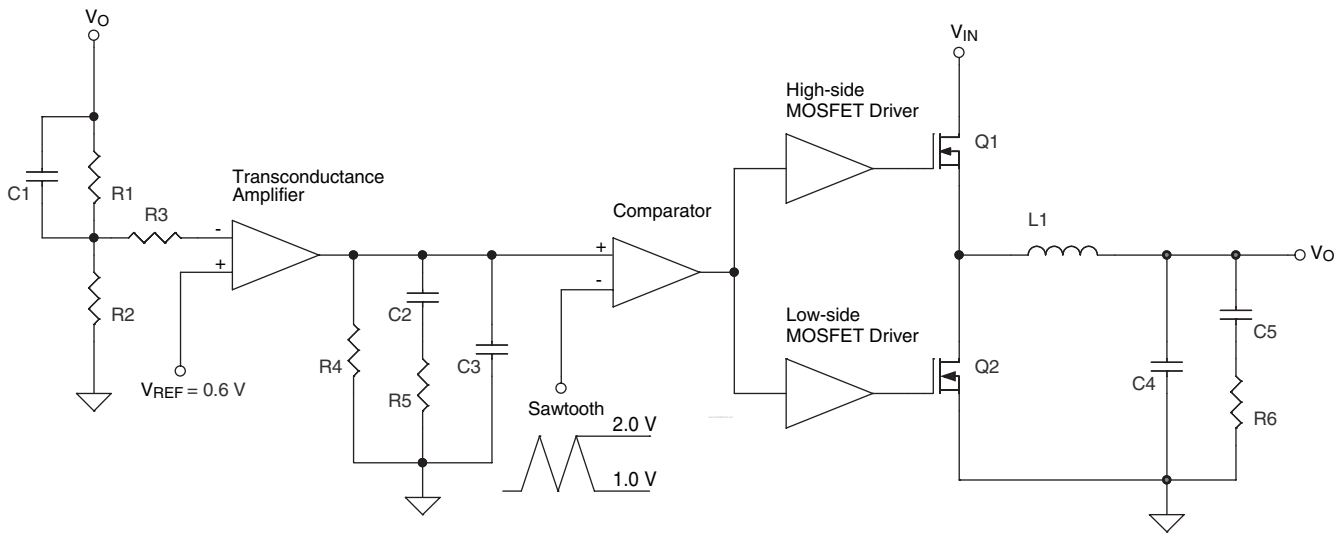 VO
VIN
High-side
MOSFET Driver
Q1
C1
R1
Transconductance
Amplifier
R3
Comparator
L1
-
+
+
-
VO
R2
C2
Low-side
MOSFET Driver
C5
R4
C3
Q2
VREF = 0.6 V
R5
Sawtooth
C4
R6
2.0 V
1.0 V